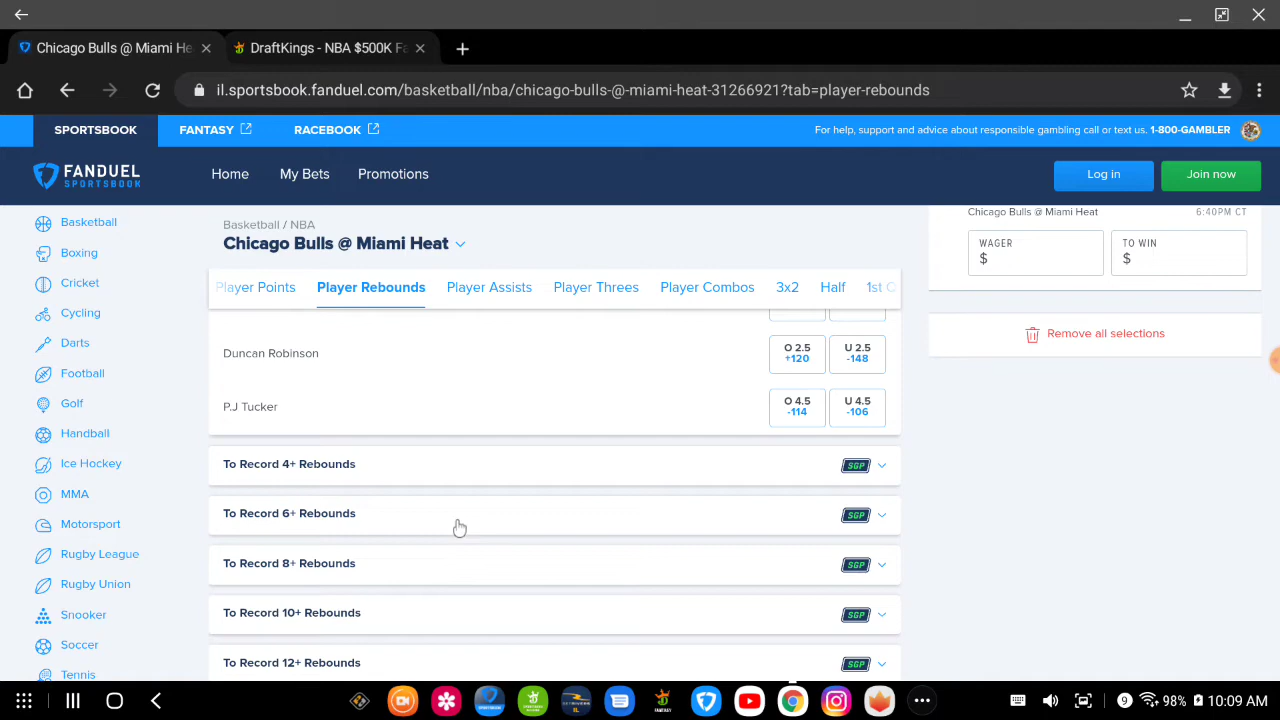 Chicago Bulls @ Miami He
DraftKings - NBA $500K Fa
il.sportsbook.fanduel.com/basketball/nba/chicago-bulls-@-miami-heat-31266921?tab=player-rebounds
SPORTSBOOK
FANTASY
RACEBOOK
For help, support and advice about responsible gambling call or text us. 1-800-GAMBLER
FANDUEL
SPORTSBOOK
Home
My Bets
Promotions
Log in
Join now
Basketball
Boxing
Cricket
Cycling
Darts
Football
Golf
Handball
Ice Hockey
MMA
Motorsport
Rugby League
Rugby Union
Snooker
Soccer
Tennis
Basketball / NBA
Chicago Bulls @ Miami Heat
Player Points
Player Rebounds
Player Assists
Player Threes
Player Combos
3x2
Half
1st Q
Duncan Robinson
O 2.5
+120
U 2.5
-148
P.J Tucker
O 4.5
-114
U 4.5
-106
To Record 4+ Rebounds
SGP
To Record 6+ Rebounds
SGP
To Record 8+ Rebounds
SGP
To Record 10+ Rebounds
SGP
To Record 12+ Rebounds
SGP
Chicago Bulls @ Miami Heat
6:40PM CT
WAGER
$
TO WIN
$
Remove all selections
9
98%
10:09 AM